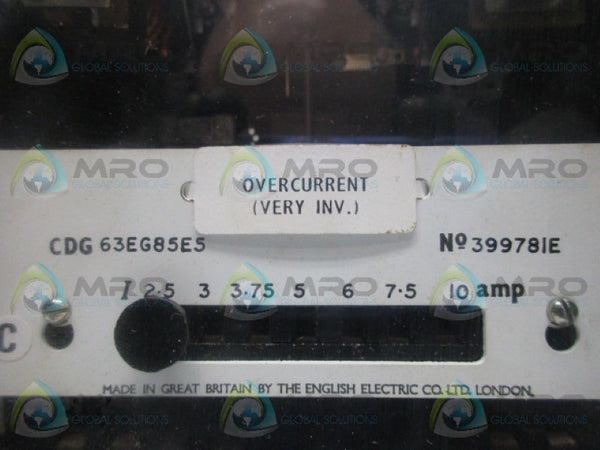 OVERCURRENT
(VERY INV.)
CDG 63EG85E5 Nº 399781E
2.5 3 3.75 5 6 7.5 10 amp
C
MADE IN GREAT BRITAIN BY THE ENGLISH ELECTRIC CO. LTD. LONDON.
MRO
GLOBAL SOLUTIONS